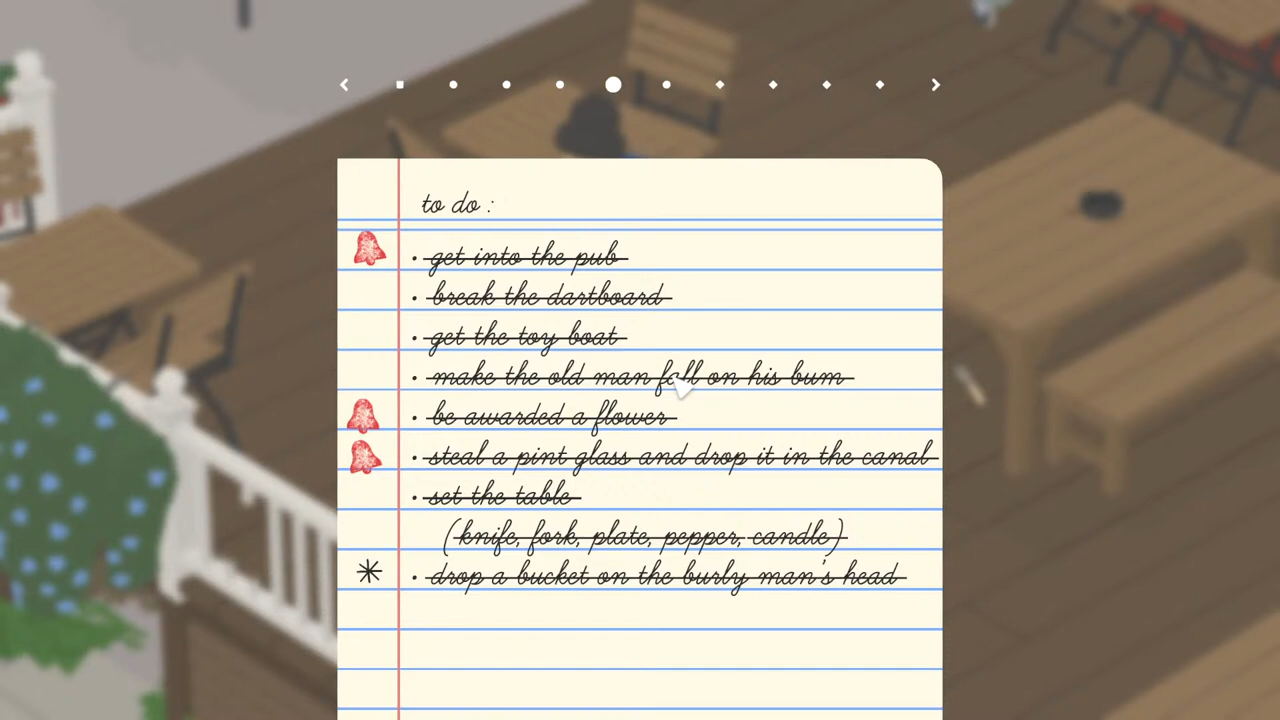 to do :
• get into the pub
• break the dartboard
• get the toy boat
• make the old man fall on his bum
• be awarded a flower
• steal a pint glass and drop it in the canal
• set the table
(knife, fork, plate, pepper, candle)
• drop a bucket on the burly man's head